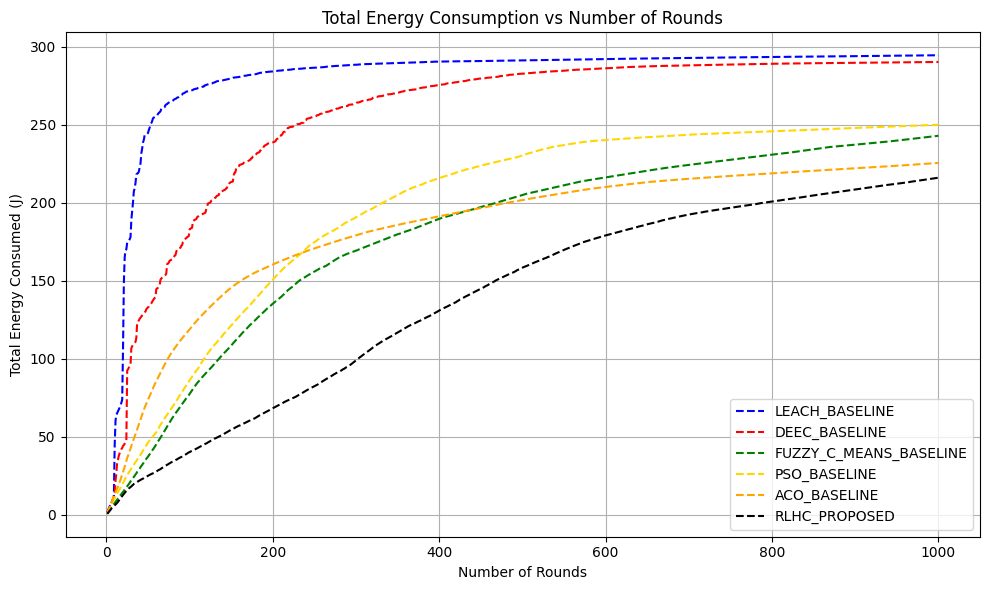 Total Energy Consumption vs Number of Rounds
Total Energy Consumed (J)
300
250
200
150
100
50
0
0 200 400 600 800 1000
Number of Rounds
LEACH_BASELINE
DEEC_BASELINE
FUZZY_C_MEANS_BASELINE
PSO_BASELINE
ACO_BASELINE
RLHC_PROPOSED